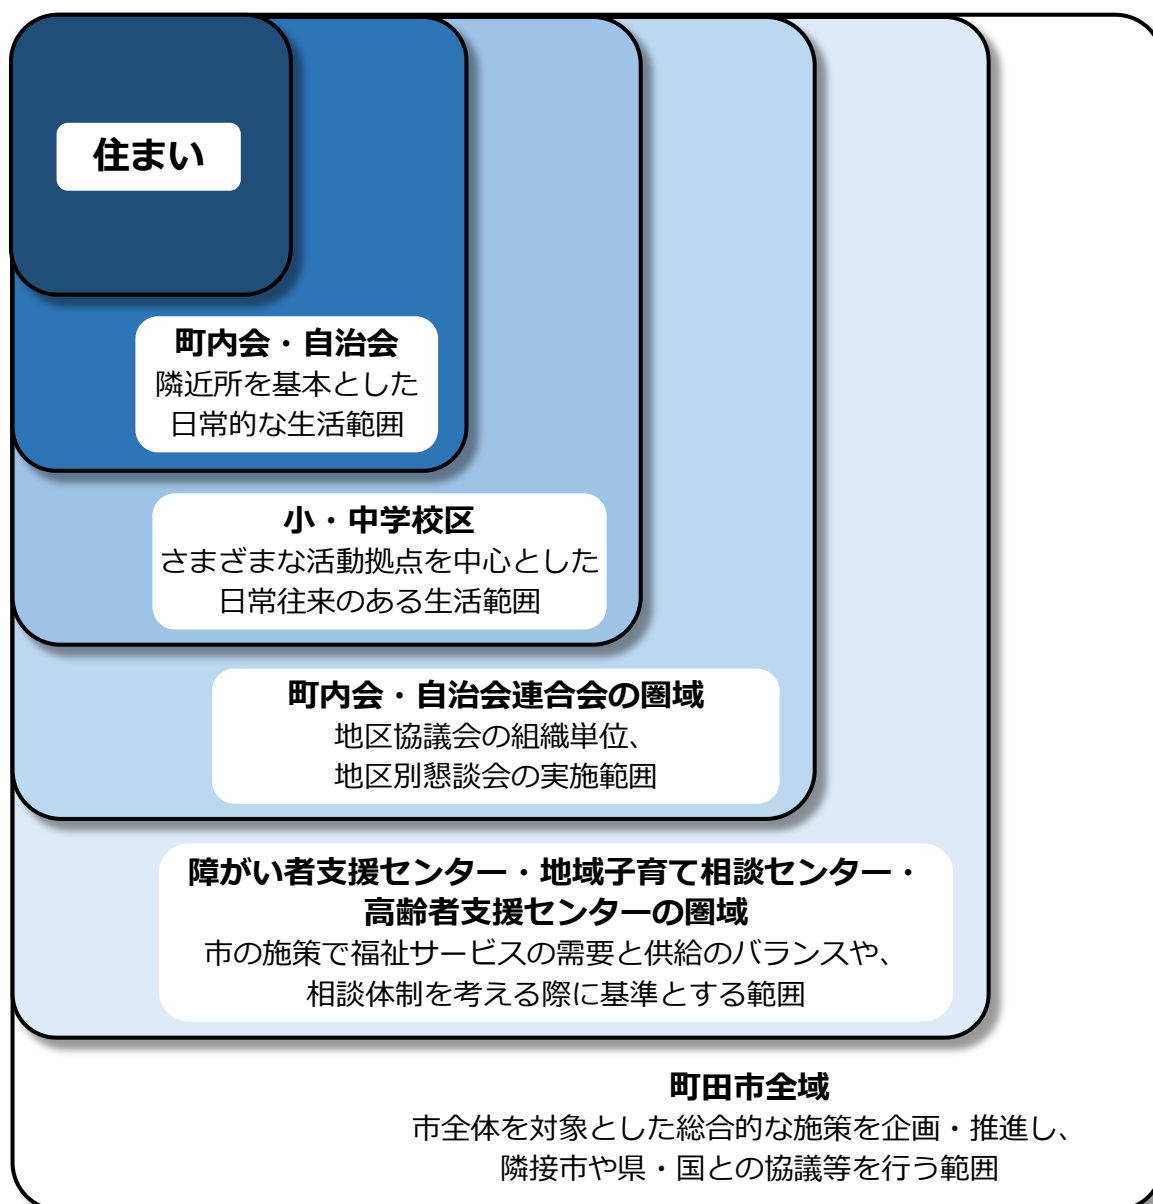 住まい
町内会・自治会
隣近所を基本とした
日常的な生活範囲
小・中学校区
さまざまな活動拠点を中心とした
日常往来のある生活範囲
町内会・自治会連合会の圏域
地区協議会の組織単位、
地区別懇談会の実施範囲
障がい者支援センター・地域子育て相談センター・
高齢者支援センターの圏域
市の施策で福祉サービスの需要と供給のバランスや、
相談体制を考える際に基準とする範囲
町田市全域
市全体を対象とした総合的な施策を企画・推進し、
隣接市や県・国との協議等を行う範囲